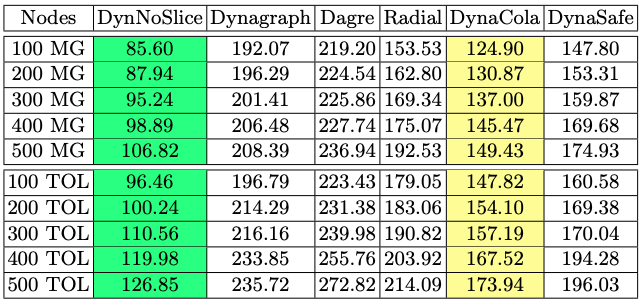 Nodes DynNoSlice Dynagraph Dagre Radial DynaCola DynaSafe
100 MG 85.60 192.07 219.20 153.53 124.90 147.80
200 MG 87.94 196.29 224.54 162.80 130.87 153.31
300 MG 95.24 201.41 225.86 169.34 137.00 159.87
400 MG 98.89 206.48 227.74 175.07 145.47 169.68
500 MG 106.82 208.39 236.94 192.53 149.43 174.93
100 TOL 96.46 196.79 223.43 179.05 147.82 160.58
200 TOL 100.24 214.29 231.38 183.06 154.10 169.38
300 TOL 110.56 216.16 239.98 190.82 157.19 170.04
400 TOL 119.98 233.85 255.76 203.92 167.52 194.28
500 TOL 126.85 235.72 272.82 214.09 173.94 196.03